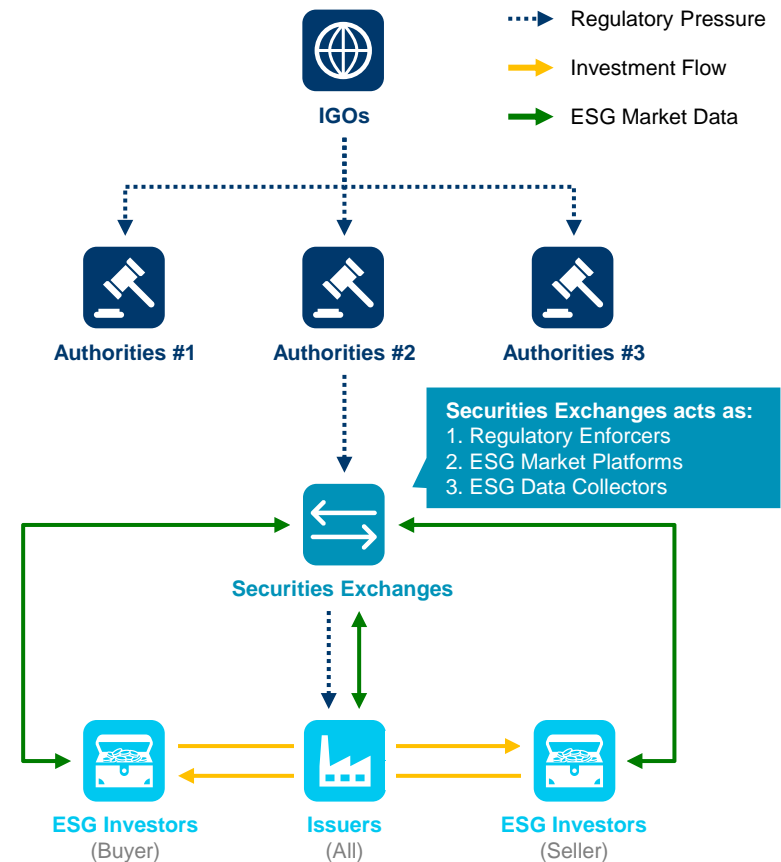 Regulatory Pressure
Investment Flow
ESG Market Data
IGOs
Authorities #1
Authorities #2
Authorities #3
Securities Exchanges acts as:
1. Regulatory Enforcers
2. ESG Market Platforms
3. ESG Data Collectors
Securities Exchanges
ESG Investors
(Buyer)
Issuers
(All)
ESG Investors
(Seller)